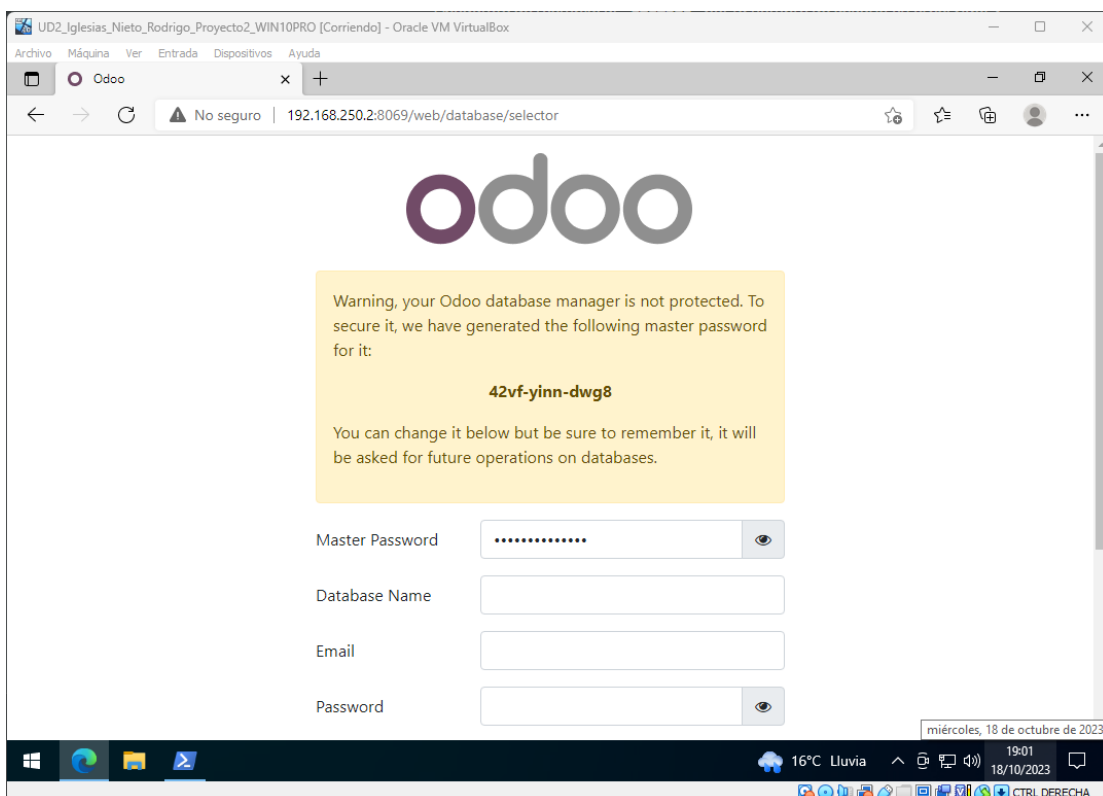 UD2_Iglesias_Nieto_Rodrigo_Proyecto2_WIN10PRO [Corriendo] - Oracle VM VirtualBox
Archivo Máquina Ver Entrada Dispositivos Ayuda
Odoo
No seguro 192.168.250.2:8069/web/database/selector
odoo
Warning, your Odoo database manager is not protected. To
secure it, we have generated the following master password
for it:
42vf-yinn-dwg8
You can change it below but be sure to remember it, it will
be asked for future operations on databases.
Master Password ••••••••••••••
Database Name
Email
Password
miércoles, 18 de octubre de 2023
16°C Lluvia
19:01
18/10/2023
CTRL DERECHA